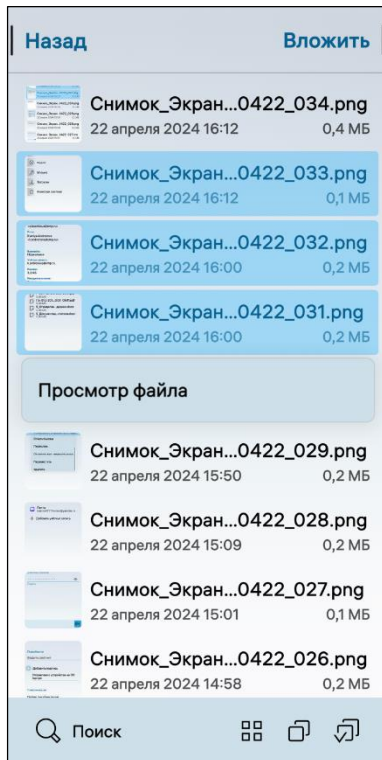 Назад Вложить
Снимок_Экран...0422_034.png
22 апреля 2024 16:12 0,4 МБ
Снимок_Экран...0422_033.png
22 апреля 2024 16:12 0,1 МБ
Снимок_Экран...0422_032.png
22 апреля 2024 16:00 0,2 МБ
Снимок_Экран...0422_031.png
22 апреля 2024 16:00 0,2 МБ
Просмотр файла
Снимок_Экран...0422_029.png
22 апреля 2024 15:50 0,2 МБ
Снимок_Экран...0422_028.png
22 апреля 2024 15:09 0,2 МБ
Снимок_Экран...0422_027.png
22 апреля 2024 15:01 0,1 МБ
Снимок_Экран...0422_026.png
22 апреля 2024 14:58 0,2 МБ
Поиск